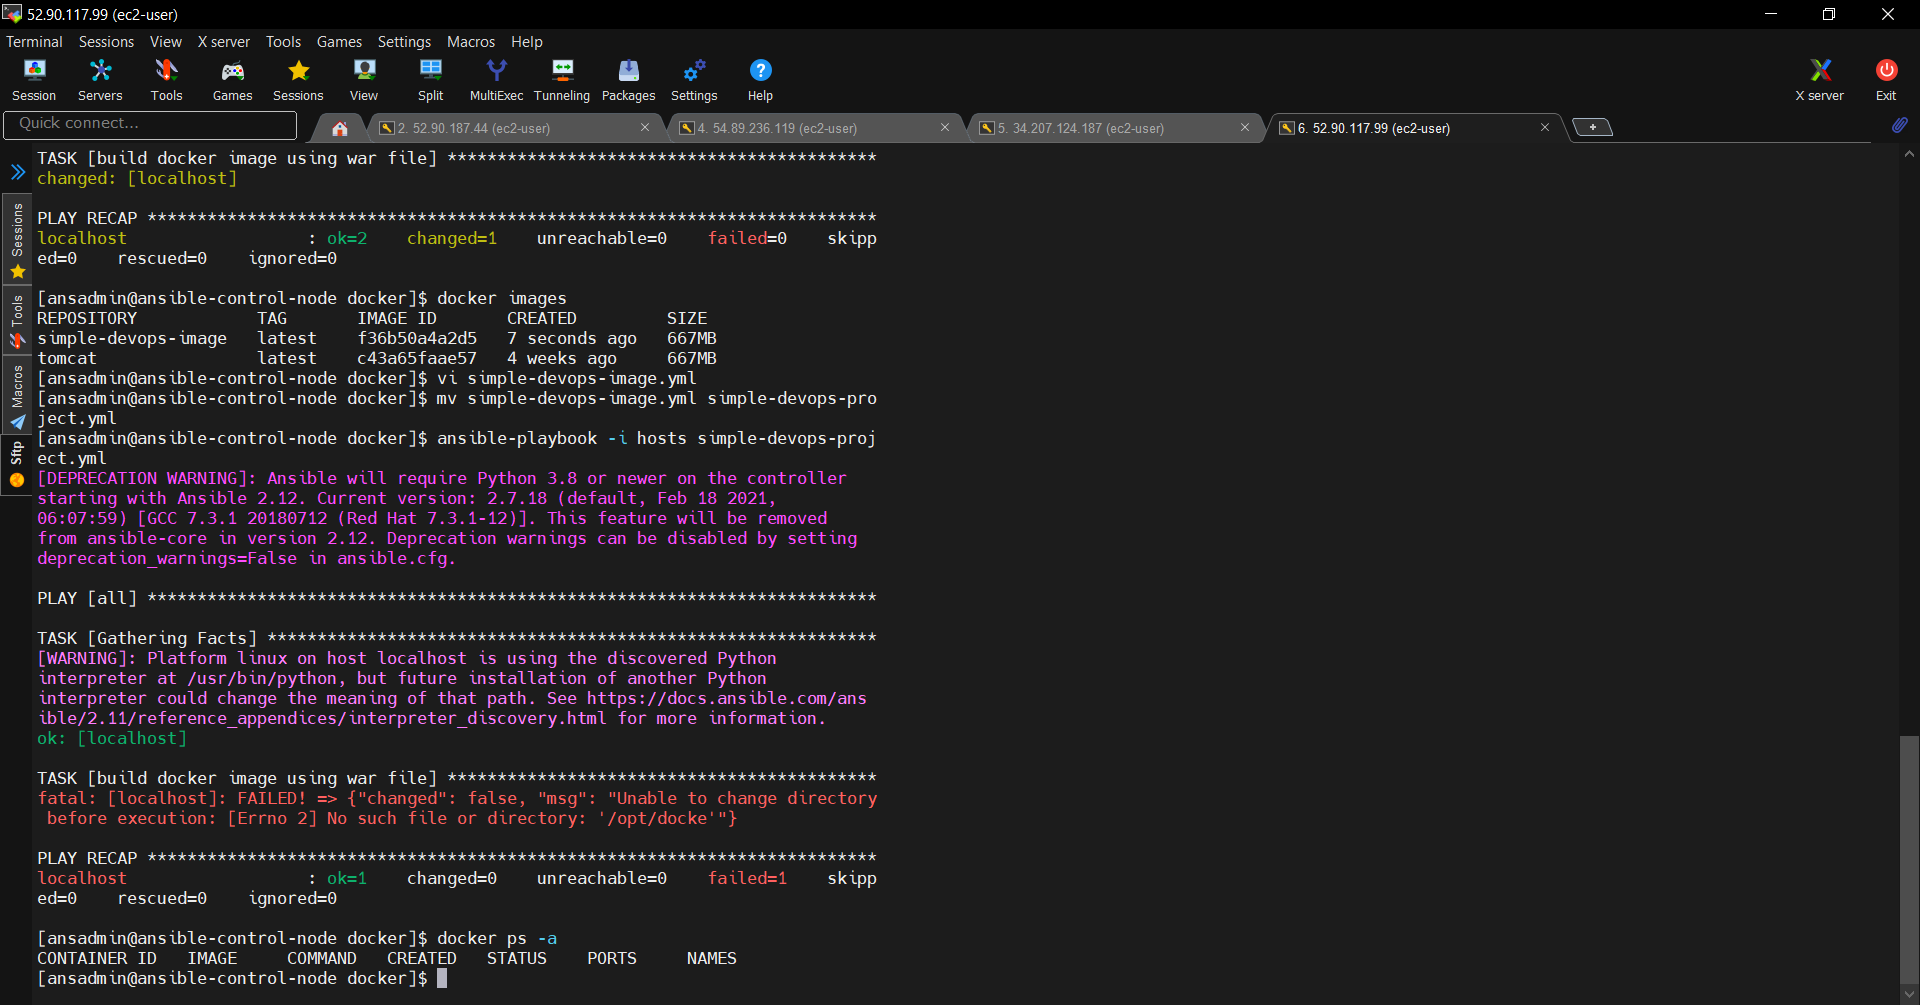 52.90.117.99 (ec2-user)
Terminal Sessions View X server Tools Games Settings Macros Help
Session Servers Tools Games Sessions View Split MultiExec Tunneling Packages Settings Help X server Exit
Quick connect...
2. 52.90.187.44 (ec2-user)
4. 54.89.236.119 (ec2-user)
5. 34.207.124.187 (ec2-user)
6. 52.90.117.99 (ec2-user)
Sessions
Tools
Macros
Sftp
TASK [build docker image using war file] *******************************************
changed: [localhost]
PLAY RECAP *************************************************************************
localhost                  : ok=2    changed=1    unreachable=0    failed=0    skipp
ed=0    rescued=0    ignored=0
[ansadmin@ansible-control-node docker]$ docker images
REPOSITORY            TAG       IMAGE ID       CREATED         SIZE
simple-devops-image   latest    f36b50a4a2d5   7 seconds ago   667MB
tomcat                latest    c43a65faae57   4 weeks ago     667MB
[ansadmin@ansible-control-node docker]$ vi simple-devops-image.yml
[ansadmin@ansible-control-node docker]$ mv simple-devops-image.yml simple-devops-pro
ject.yml
[ansadmin@ansible-control-node docker]$ ansible-playbook -i hosts simple-devops-proj
ect.yml
[DEPRECATION WARNING]: Ansible will require Python 3.8 or newer on the controller
starting with Ansible 2.12. Current version: 2.7.18 (default, Feb 18 2021,
06:07:59) [GCC 7.3.1 20180712 (Red Hat 7.3.1-12)]. This feature will be removed
from ansible-core in version 2.12. Deprecation warnings can be disabled by setting
deprecation_warnings=False in ansible.cfg.
PLAY [all] *************************************************************************
TASK [Gathering Facts] *************************************************************
[WARNING]: Platform linux on host localhost is using the discovered Python
interpreter at /usr/bin/python, but future installation of another Python
interpreter could change the meaning of that path. See https://docs.ansible.com/ans
ible/2.11/reference_appendices/interpreter_discovery.html for more information.
ok: [localhost]
TASK [build docker image using war file] *******************************************
fatal: [localhost]: FAILED! => {"changed": false, "msg": "Unable to change directory
 before execution: [Errno 2] No such file or directory: '/opt/docke'"}
PLAY RECAP *************************************************************************
localhost                  : ok=1    changed=0    unreachable=0    failed=1    skipp
ed=0    rescued=0    ignored=0
[ansadmin@ansible-control-node docker]$ docker ps -a
CONTAINER ID   IMAGE     COMMAND   CREATED   STATUS    PORTS     NAMES
[ansadmin@ansible-control-node docker]$